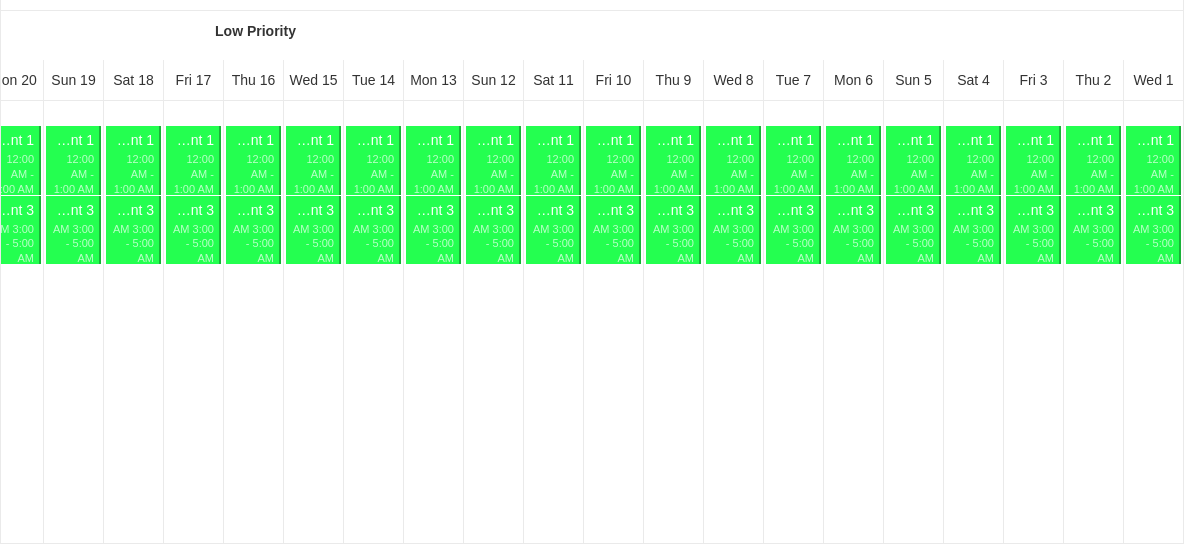 Low Priority
on 20 Sun 19 Sat 18 Fri 17 Thu 16 Wed 15 Tue 14 Mon 13 Sun 12 Sat 11 Fri 10 Thu 9 Wed 8 Tue 7 Mon 6 Sun 5 Sat 4 Fri 3 Thu 2 Wed 1
…nt 1 …nt 1 …nt 1 …nt 1 …nt 1 …nt 1 …nt 1 …nt 1 …nt 1 …nt 1 …nt 1 …nt 1 …nt 1 …nt 1 …nt 1 …nt 1 …nt 1 …nt 1 …nt 1 …nt 1
12:00 12:00 12:00 12:00 12:00 12:00 12:00 12:00 12:00 12:00 12:00 12:00 12:00 12:00 12:00 12:00 12:00 12:00 12:00 12:00
AM - AM - AM - AM - AM - AM - AM - AM - AM - AM - AM - AM - AM - AM - AM - AM - AM - AM - AM - AM -
:00 AM 1:00 AM 1:00 AM 1:00 AM 1:00 AM 1:00 AM 1:00 AM 1:00 AM 1:00 AM 1:00 AM 1:00 AM 1:00 AM 1:00 AM 1:00 AM 1:00 AM 1:00 AM 1:00 AM 1:00 AM 1:00 AM 1:00 AM
…nt 3 …nt 3 …nt 3 …nt 3 …nt 3 …nt 3 …nt 3 …nt 3 …nt 3 …nt 3 …nt 3 …nt 3 …nt 3 …nt 3 …nt 3 …nt 3 …nt 3 …nt 3 …nt 3 …nt 3
M 3:00 AM 3:00 AM 3:00 AM 3:00 AM 3:00 AM 3:00 AM 3:00 AM 3:00 AM 3:00 AM 3:00 AM 3:00 AM 3:00 AM 3:00 AM 3:00 AM 3:00 AM 3:00 AM 3:00 AM 3:00 AM 3:00 AM 3:00
- 5:00 - 5:00 - 5:00 - 5:00 - 5:00 - 5:00 - 5:00 - 5:00 - 5:00 - 5:00 - 5:00 - 5:00 - 5:00 - 5:00 - 5:00 - 5:00 - 5:00 - 5:00 - 5:00 - 5:00
AM AM AM AM AM AM AM AM AM AM AM AM AM AM AM AM AM AM AM AM